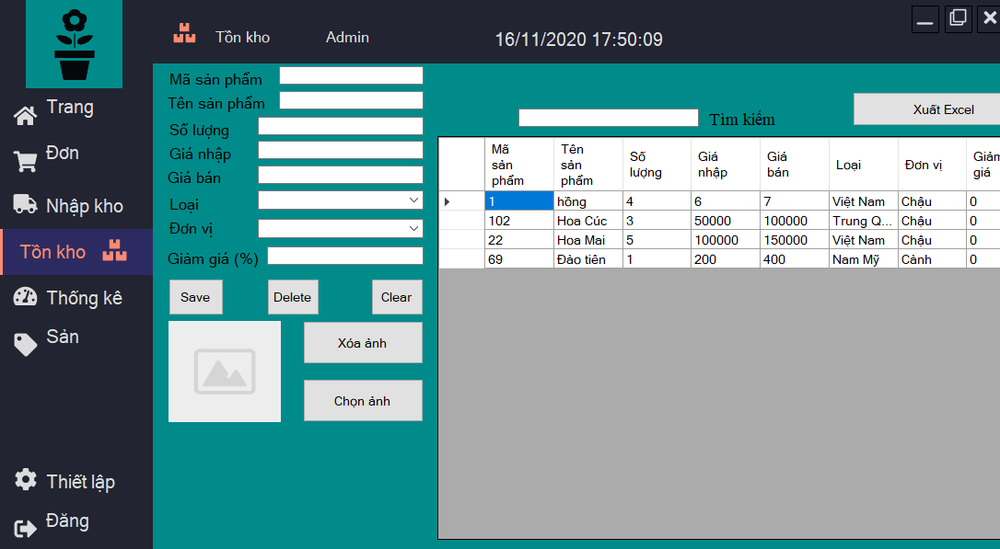 Tồn kho
Admin
16/11/2020 17:50:09
Trang
Đơn
Nhập kho
Tồn kho
Thống kê
Sản
Thiết lập
Đăng
Mã sản phẩm
Tên sản phẩm
Số lượng
Giá nhập
Giá bán
Loại
Đơn vị
Giảm giá (%)
Save Delete Clear
Xóa ảnh
Chọn ảnh
Tìm kiếm
Xuất Excel
Mã sản phẩm Tên sản phẩm Số lượng Giá nhập Giá bán Loại Đơn vị Giảm giá
1 hồng 4 6 7 Việt Nam Chậu 0
102 Hoa Cúc 3 50000 100000 Trung Q... Chậu 0
22 Hoa Mai 5 100000 150000 Việt Nam Chậu 0
69 Đào tiên 1 200 400 Nam Mỹ Cành 0